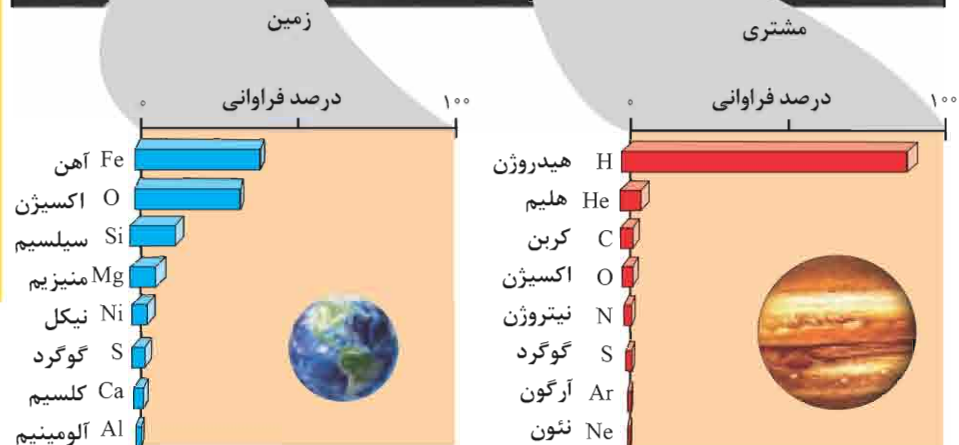 مشتری
درصد فراوانی
۰ ۱۰۰
H هیدروژن
He هلیم
C کربن
O اکسیژن
N نیتروژن
S گوگرد
Ar آرگون
Ne نئون
زمین
درصد فراوانی
۰ ۱۰۰
Fe آهن
O اکسیژن
Si سیلسیم
Mg منیزیم
Ni نیکل
S گوگرد
Ca کلسیم
Al آلومینیم